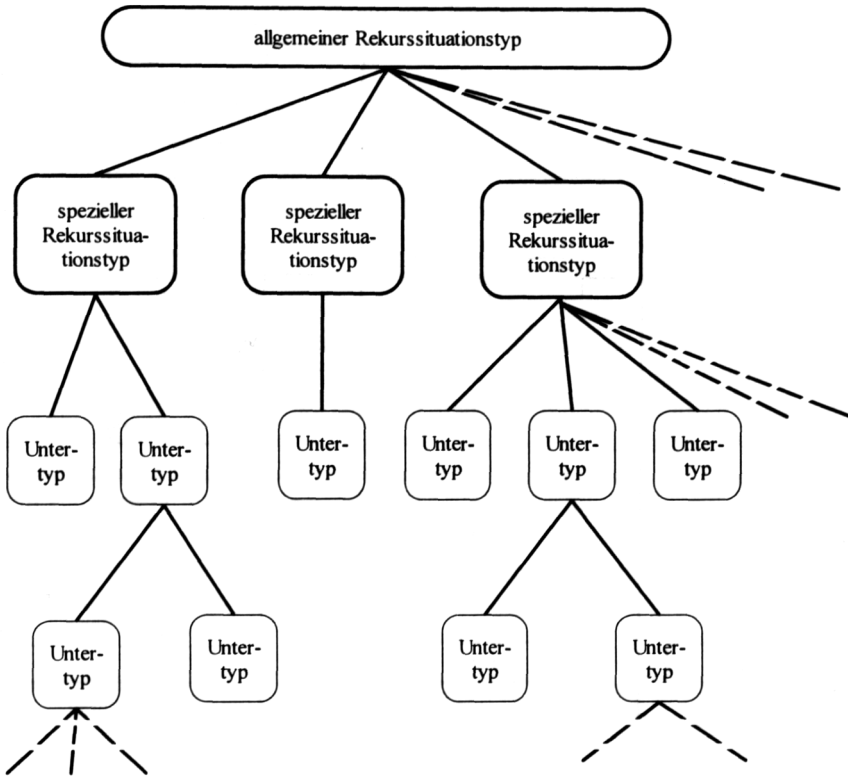 allgemeiner Rekurssituationstyp
spezieller
Rekurssitua-
tionstyp
spezieller
Rekurssitua-
tionstyp
spezieller
Rekurssitua-
tionstyp
Unter-
typ
Unter-
typ
Unter-
typ
Unter-
typ
Unter-
typ
Unter-
typ
Unter-
typ
Unter-
typ
Unter-
typ
Unter-
typ